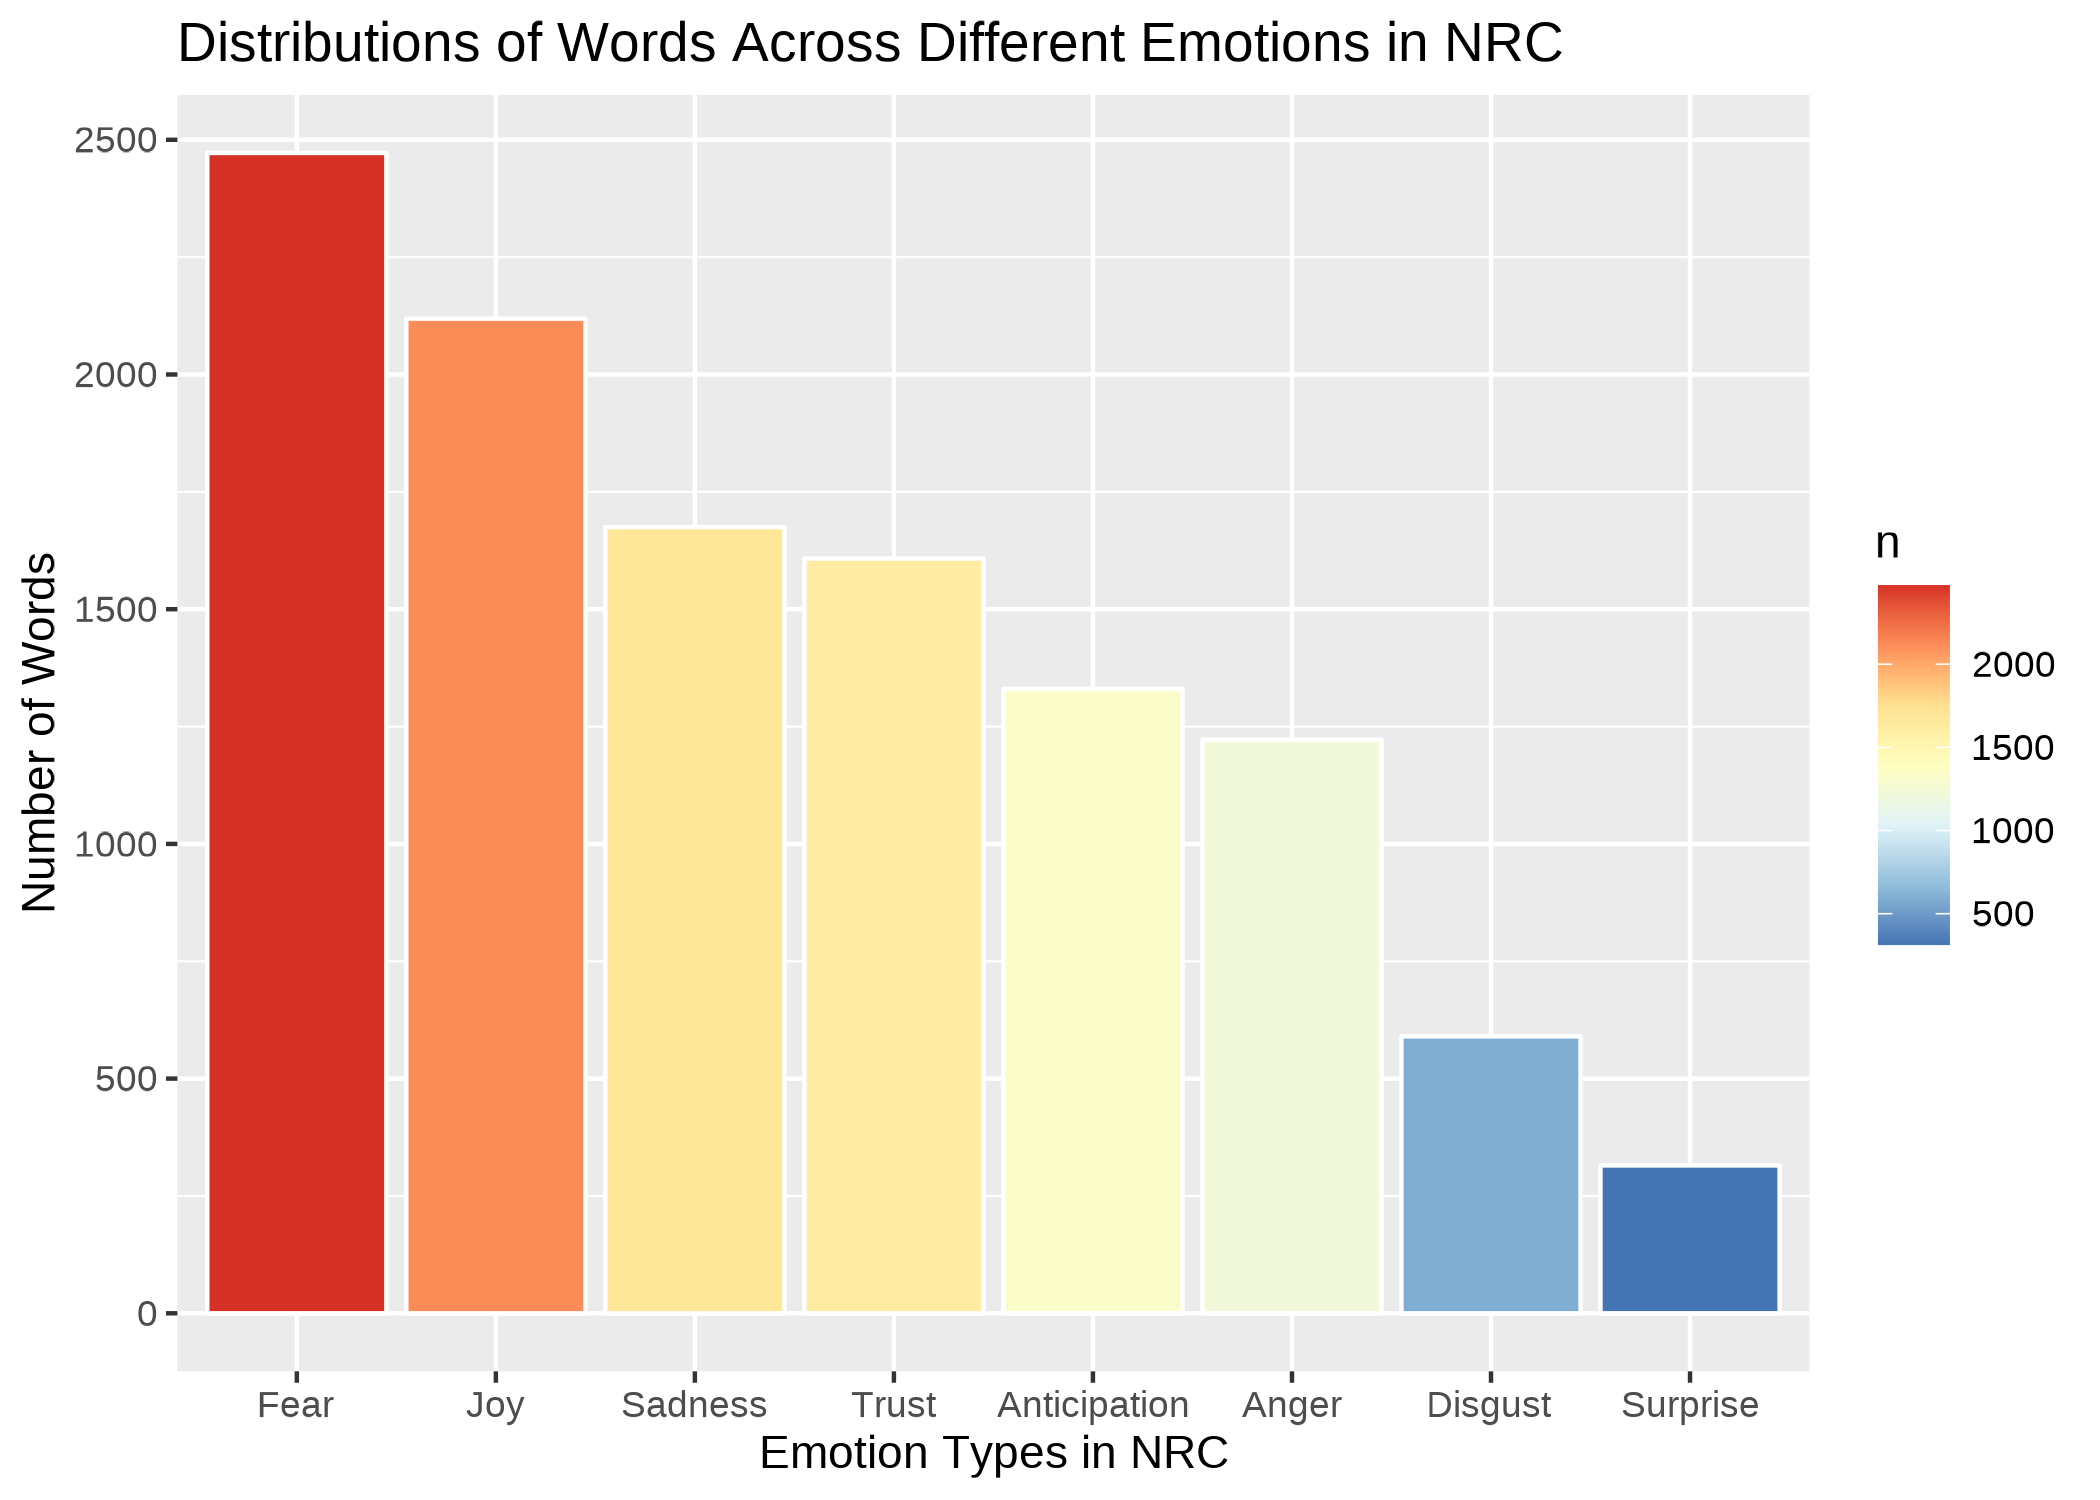 Distributions of Words Across Different Emotions in NRC
Number of Words
2500
2000
1500
1000
500
0
Fear Joy Sadness Trust Anticipation Anger Disgust Surprise
Emotion Types in NRC
n
2000
1500
1000
500